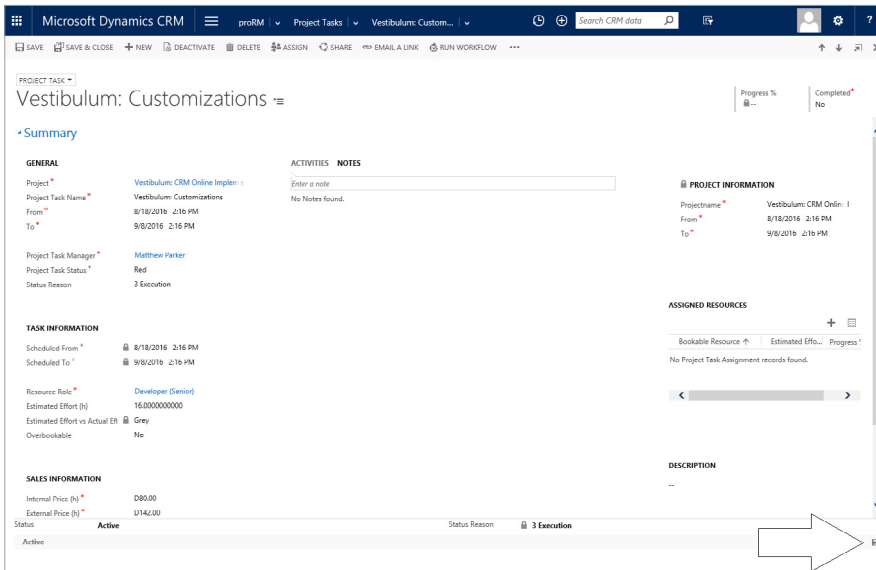 Microsoft Dynamics CRM proRM Project Tasks Vestibulum: Custom... Search CRM data ?
SAVE SAVE & CLOSE NEW DEACTIVATE DELETE ASSIGN SHARE EMAIL A LINK RUN WORKFLOW ...
PROJECT TASK
Vestibulum: Customizations
Progress % Completed*
-- No
Summary
GENERAL ACTIVITIES NOTES
Project* Vestibulum: CRM Online Implem
Enter a note
PROJECT INFORMATION
Project Task Name* Vestibulum: Customizations
No Notes found.
Projectname* Vestibulum: CRM Online I
From* 8/18/2016 2:16 PM
From* 8/18/2016 2:16 PM
To* 9/8/2016 2:16 PM
To* 9/8/2016 2:16 PM
Project Task Manager* Matthew Parker
Project Task Status+ Red
Status Reason 3 Execution
ASSIGNED RESOURCES
TASK INFORMATION
Scheduled From+ 8/18/2016 2:16 PM
Bookable Resource Estimated Effo... Progress
Scheduled To+ 9/8/2016 2:16 PM
No Project Task Assignment records found.
Resource Role* Developer (Senior)
Estimated Effort (h) 16.0000000000
Estimated Effort vs Actual Eff Grey
Overbookable No
DESCRIPTION
--
SALES INFORMATION
Internal Price (h)* D80.00
External Price (h)* D142.00
Status Active Status Reason 3 Execution
Active